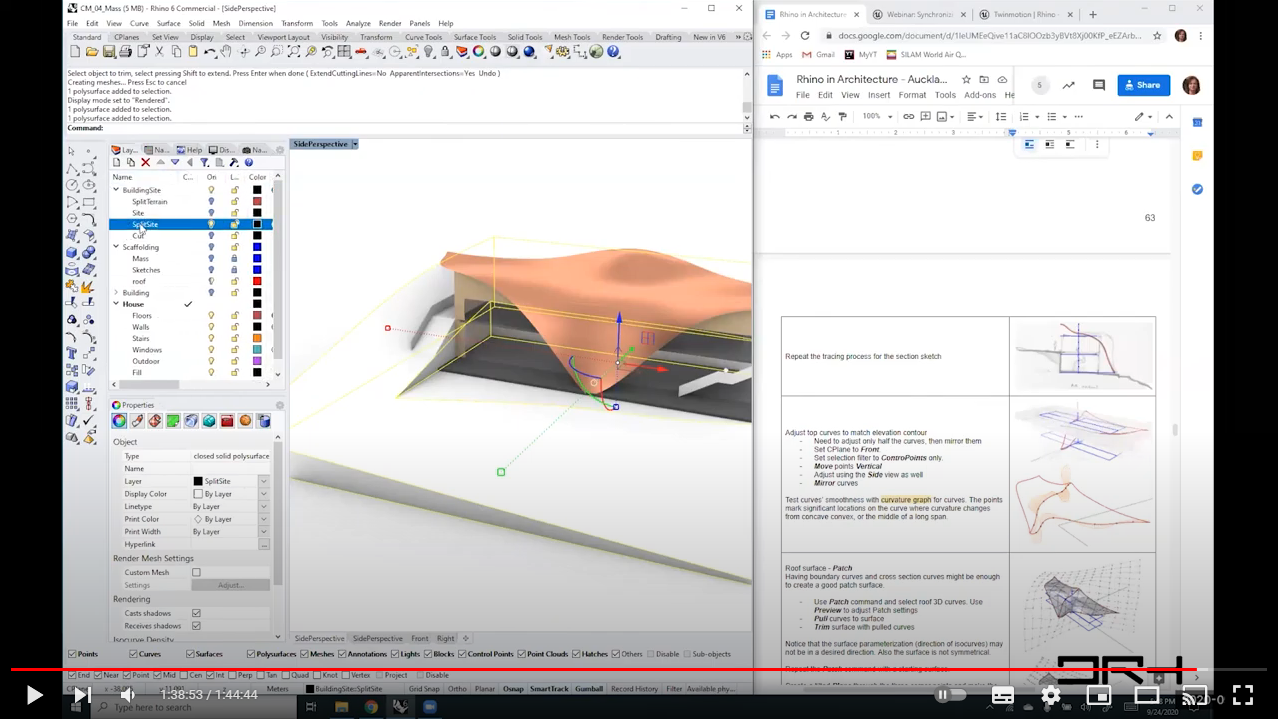 CM_04_Mass (5 MB) - Rhino 6 Commercial - [SidePerspective]
File Edit View Curve Surface Solid Mesh Dimension Transform Tools Analyze Render Panels Help
Standard CPlanes Set View Display Select Viewport Layout Visibility Transform Curve Tools Surface Tools Solid Tools Mesh Tools Render Tools Drafting New in V6
Select object to trim, select pressing Shift to extend. Press Enter when done ( ExtendCuttingLines=No ApparentIntersections=Yes Undo )
Creating meshes... Press Esc to cancel
1 polysurface added to selection.
Display mode set to "Rendered".
1 polysurface added to selection.
1 polysurface added to selection.
Command:
Lay... Na... Help Dis... Na...
SidePerspective
Name C... On L... Color
BuildingSite
SplitTerrain
Site
SplitSite
Cut
Scaffolding
Mass
Sketches
roof
Building
House
Floors
Walls
Stairs
Windows
Outdoor
Fill
Properties
Object
Type closed solid polysurface
Name
Layer SplitSite
Display Color By Layer
Linetype By Layer
Print Color By Layer
Print Width By Layer
Hyperlink
Render Mesh Settings
Custom Mesh
Settings Adjust...
Rendering
Casts shadows
Receives shadows
Isocurve Density
SidePerspective SidePerspective Front Right
Points Curves Surfaces Polysurfaces Meshes Annotations Lights Blocks Control Points Point Clouds Hatches Others Disable Sub-objects
End Near Point Mid Cen Int Perp Tan Quad Knot Vertex Project Disable
Meters BuildingSite:SplitSite Grid Snap Ortho Planar Osnap SmartTrack Gumball Record History Filter Available phy...
Type here to search
Rhino in Architecture
Webinar: Synchronisi
Twinmotion | Rhino -
docs.google.com/document/d/1leUMEeQive11aC8IOOzb3yBVt8Xj00KfP_eEZArb...
Apps Gmail MyYT SILAM World Air Q...
Rhino in Architecture - Auckla...
File Edit View Insert Format Tools Add-ons He
5
Share
100%
1 2 3 4 5 6
63
Repeat the tracing process for the section sketch
Adjust top curves to match elevation contour
- Need to adjust only half the curves, then mirror them
- Set CPlane to Front.
- Set selection filter to ControPoints only.
- Move points Vertical
- Adjust using the Side view as well
- Mirror curves
Test curves' smoothness with curvature graph for curves. The points
mark significant locations on the curve where curvature changes
from concave convex, or the middle of a long span.
Roof surface - Patch
Having boundary curves and cross section curves might be enough
to create a good patch surface.
- Use Patch command and select roof 3D curves. Use
Preview to adjust Patch settings
- Pull curves to surface
- Trim surface with pulled curves
Notice that the surface parameterization (direction of isocurves) may
not be in a desired direction. Also the surface is not symmetrical.
1:38:53 / 1:44:44
9/24/2020